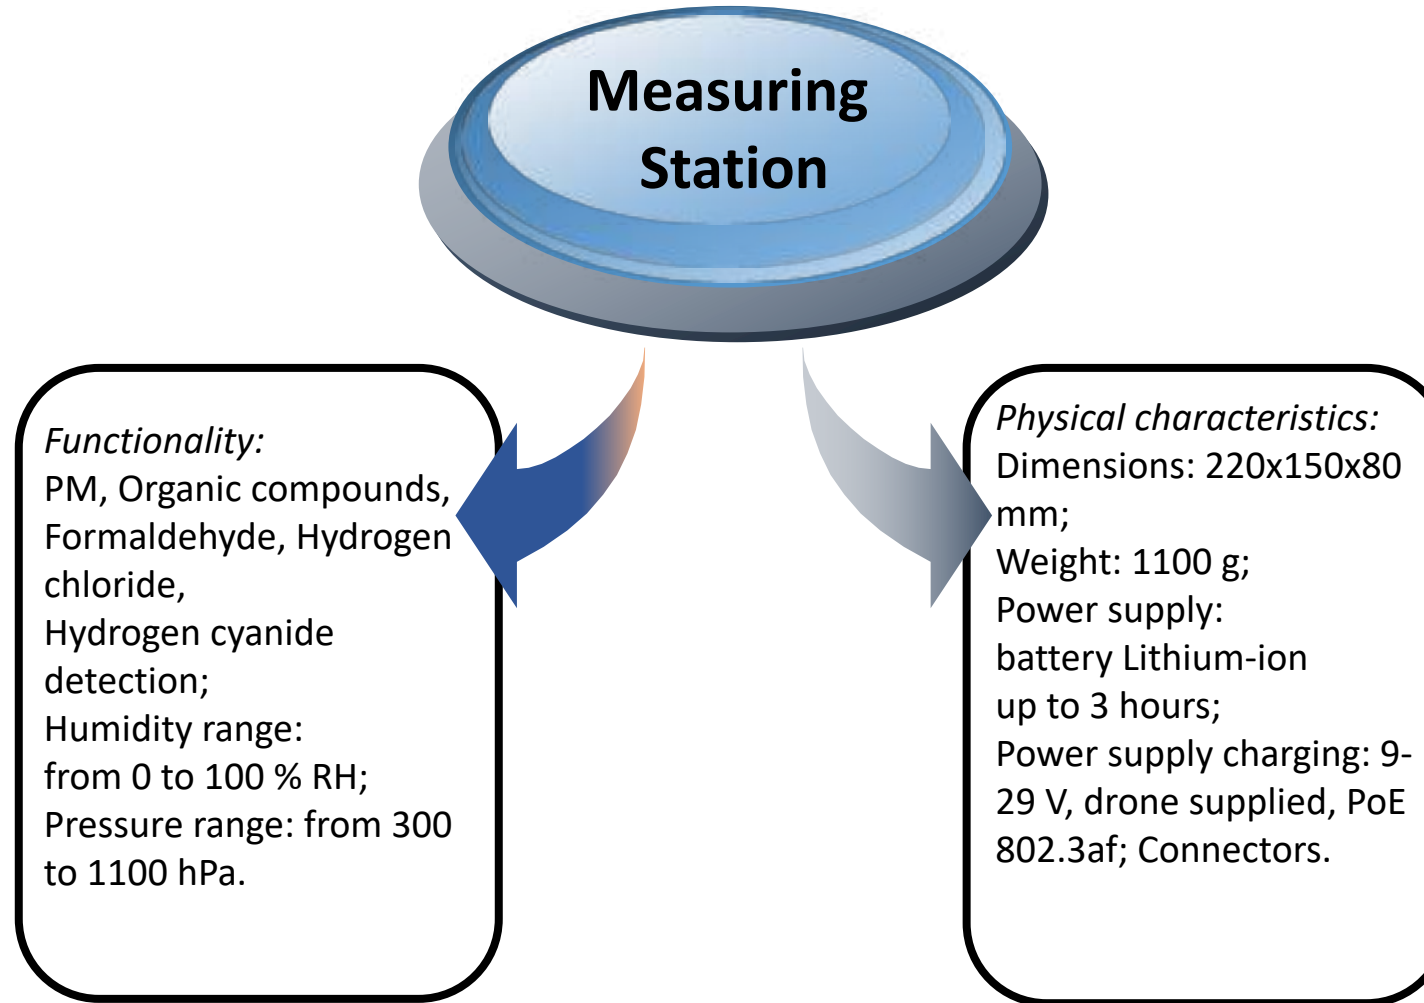 Measuring
Station
Functionality:
PM, Organic compounds,
Formaldehyde, Hydrogen
chloride,
Hydrogen cyanide
detection;
Humidity range:
from 0 to 100 % RH;
Pressure range: from 300
to 1100 hPa.
Physical characteristics:
Dimensions: 220x150x80
mm;
Weight: 1100 g;
Power supply:
battery Lithium-ion
up to 3 hours;
Power supply charging: 9-
29 V, drone supplied, PoE
802.3af; Connectors.